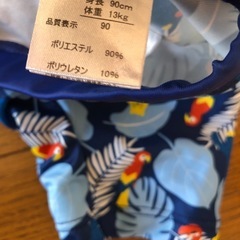 身長 90cm
体重 13kg
品質表示 90
ポリエステル 90%
ポリウレタン 10%